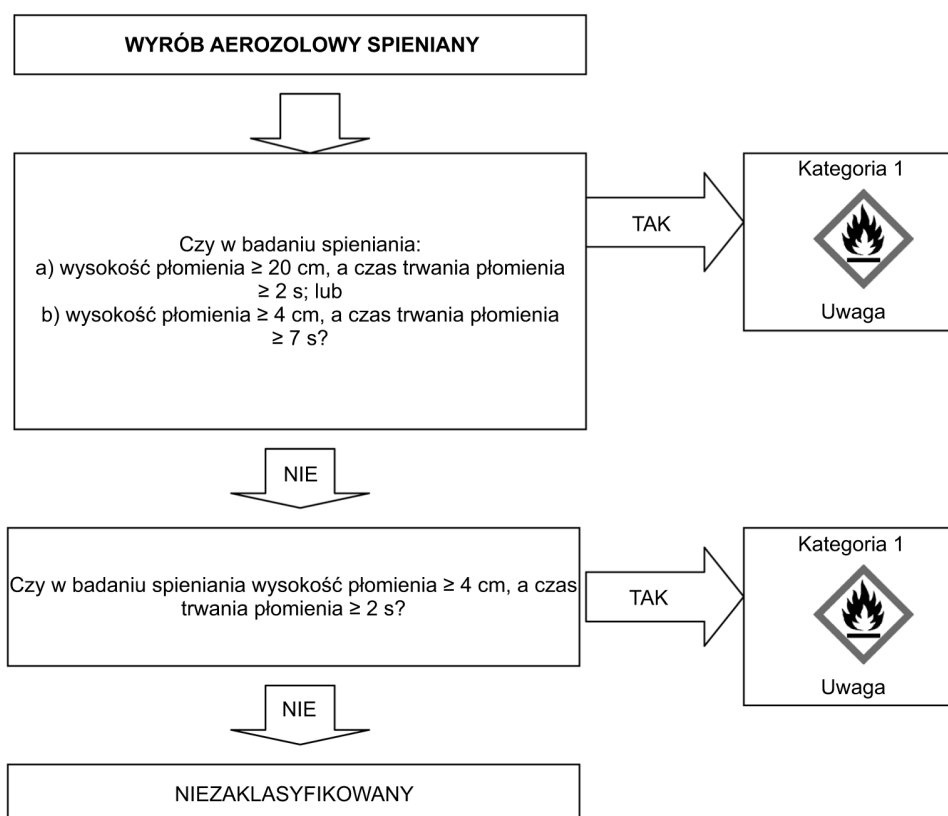 WYRÓB AEROZOLOWY SPIENIANY
Czy w badaniu spieniania:
a) wysokość płomienia ≥ 20 cm, a czas trwania płomienia
≥ 2 s; lub
b) wysokość płomienia ≥ 4 cm, a czas trwania płomienia
≥ 7 s?
TAK
Kategoria 1
Uwaga
NIE
Czy w badaniu spieniania wysokość płomienia ≥ 4 cm, a czas
trwania płomienia ≥ 2 s?
TAK
Kategoria 1
Uwaga
NIE
NIEZAKLASYFIKOWANY